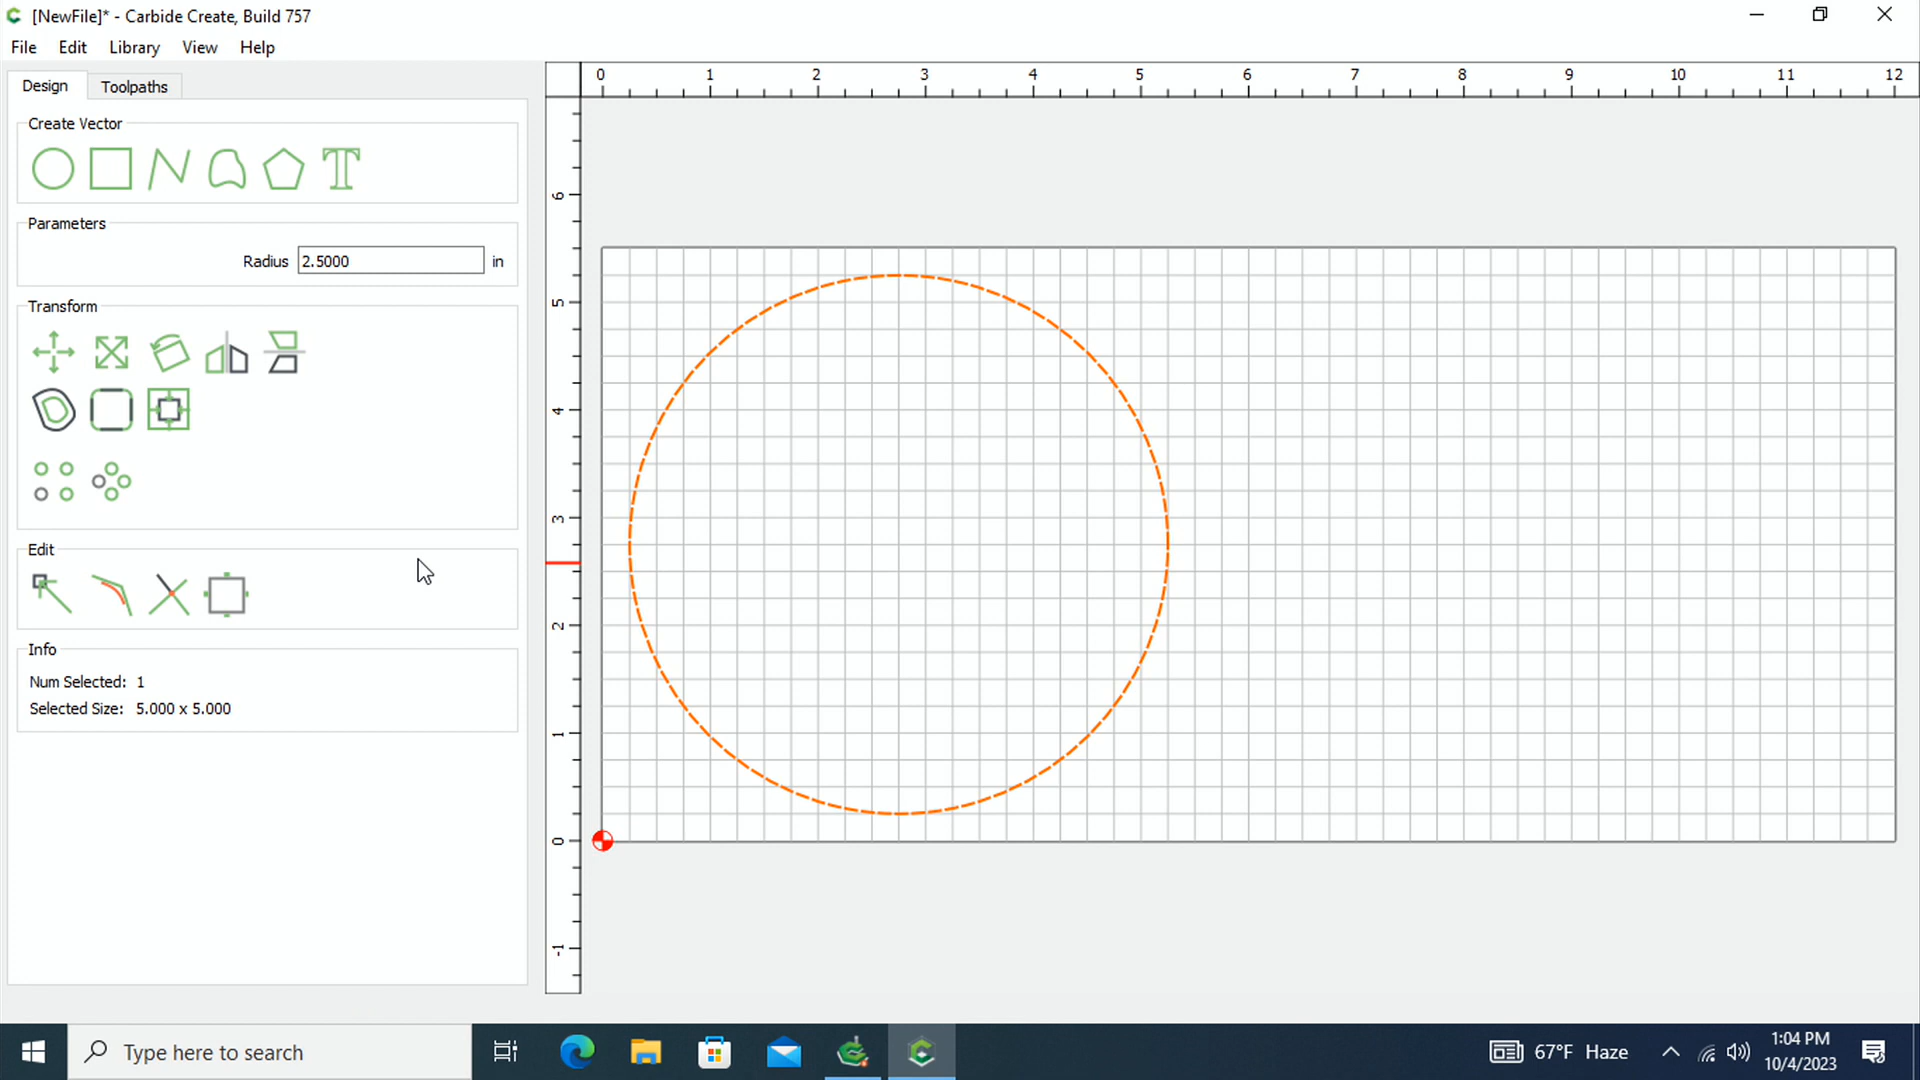 [NewFile]* - Carbide Create, Build 757
File Edit Library View Help
Design Toolpaths
Create Vector
Parameters
Radius 2.5000 in
Transform
Edit
Info
Num Selected: 1
Selected Size: 5.000 x 5.000
0 1 2 3 4 5 6 7 8 9 10 11 12
6
5
4
3
2
1
0
-1
Type here to search
67°F Haze
1:04 PM
10/4/2023